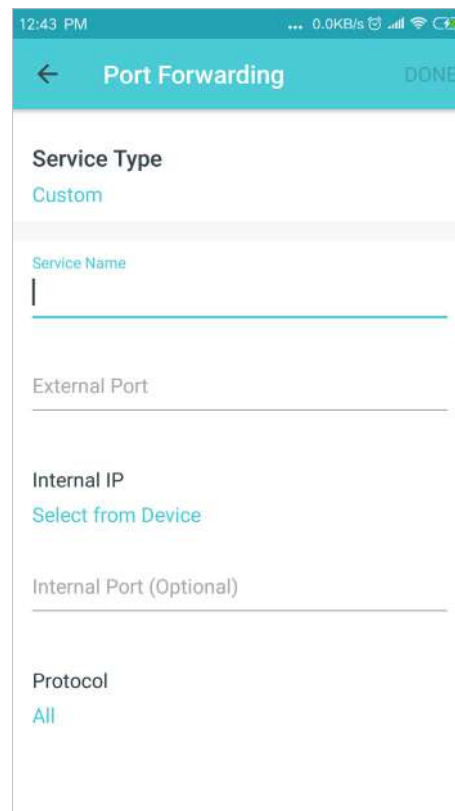 12:43 PM ... 0.0KB/s
Port Forwarding DONE
Service Type
Custom
Service Name
External Port
Internal IP
Select from Device
Internal Port (Optional)
Protocol
All